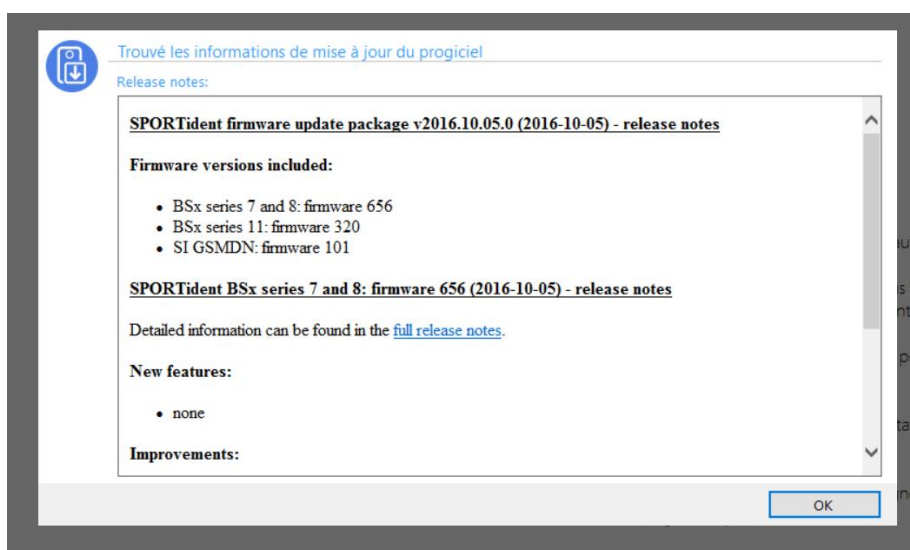 Trouvé les informations de mise à jour du progiciel
Release notes:
SPORTident firmware update package v2016.10.05.0 (2016-10-05) - release notes
Firmware versions included:
• BSx series 7 and 8: firmware 656
• BSx series 11: firmware 320
• SI GSMDN: firmware 101
SPORTident BSx series 7 and 8: firmware 656 (2016-10-05) - release notes
Detailed information can be found in the full release notes.
New features:
• none
Improvements:
OK